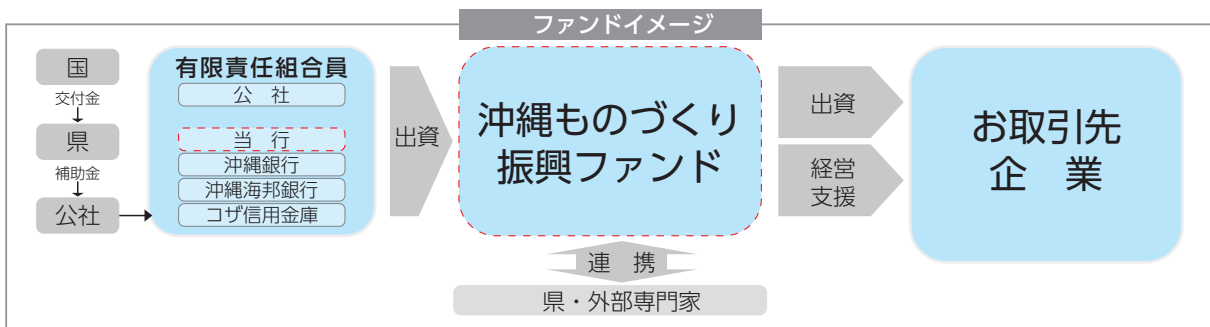 ファンドイメージ
国
交付金
県
補助金
公社
有限責任組合員
公　社
当　行
沖縄銀行
沖縄海邦銀行
コザ信用金庫
出資
沖縄ものづくり
振興ファンド
連　携
県・外部専門家
出資
経営
支援
お取引先
企　業